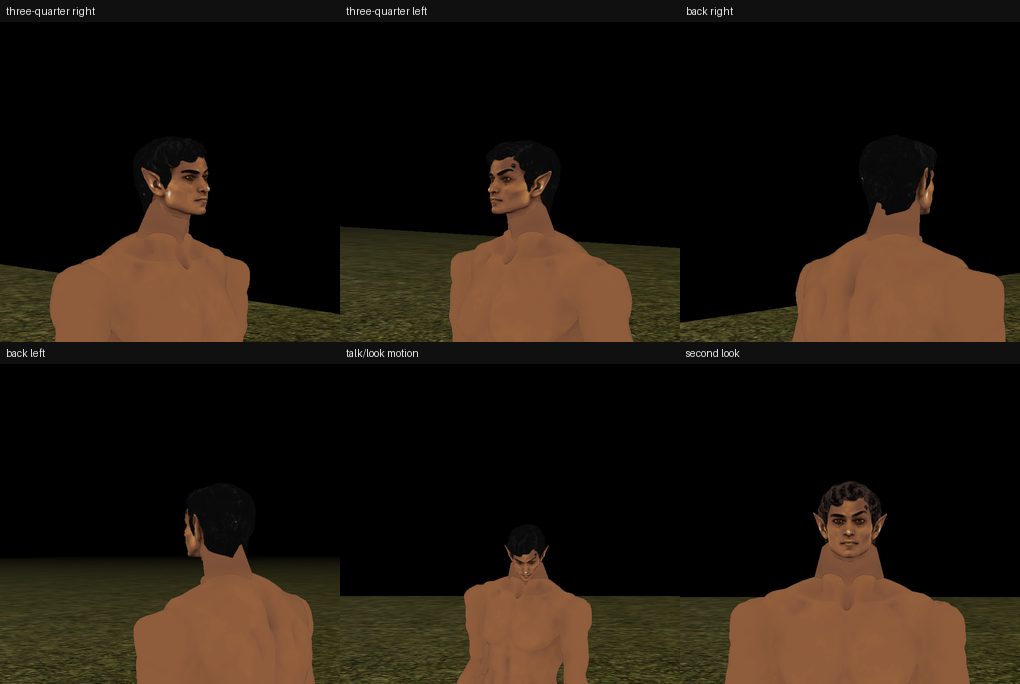 three-quarter right
three-quarter left
back right
back left
talk/look motion
second look